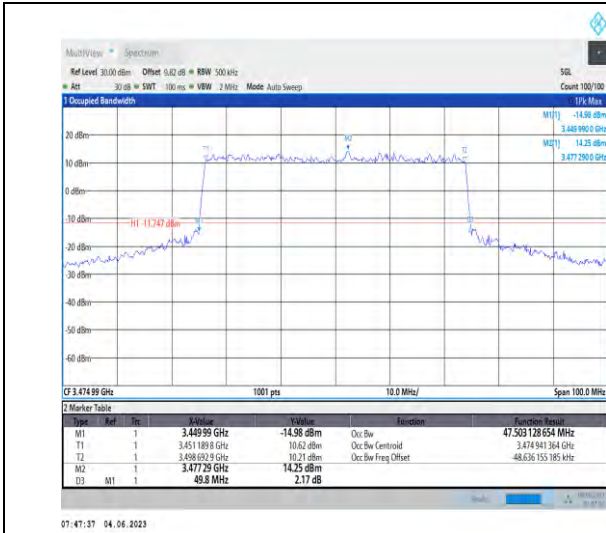 MultiView Spectrum
Ref Level 30.00 dBm Offset 9.82 dB RBW 500 kHz SGL
Att 30 dB SWT 100 ms VBW 2 MHz Mode Auto Sweep Count 100/100
1 Occupied Bandwidth 1Pk Max
M1[1] -14.98 dBm
3.449 990 0 GHz
M2[1] 14.25 dBm
3.477 290 0 GHz
20 dBm
M2
10 dBm
0 dBm
-10 dBm
H1 -11.247 dBm
-20 dBm
-30 dBm
-40 dBm
-50 dBm
-60 dBm
CF 3.474 99 GHz 1001 pts 10.0 MHz/ Span 100.0 MHz
2 Marker Table
Type Ref Trc X-Value Y-Value Function Function Result
M1 1 3.449 99 GHz -14.98 dBm Occ Bw 47.503 128 654 MHz
T1 1 3.451 189 8 GHz 10.62 dBm Occ Bw Centroid 3.474 941 364 GHz
T2 1 3.498 692 9 GHz 10.21 dBm Occ Bw Freq Offset -48.636 155 185 kHz
M2 1 3.477 29 GHz 14.25 dBm
D3 M1 1 49.8 MHz 2.17 dB
07:47:37 04.06.2023